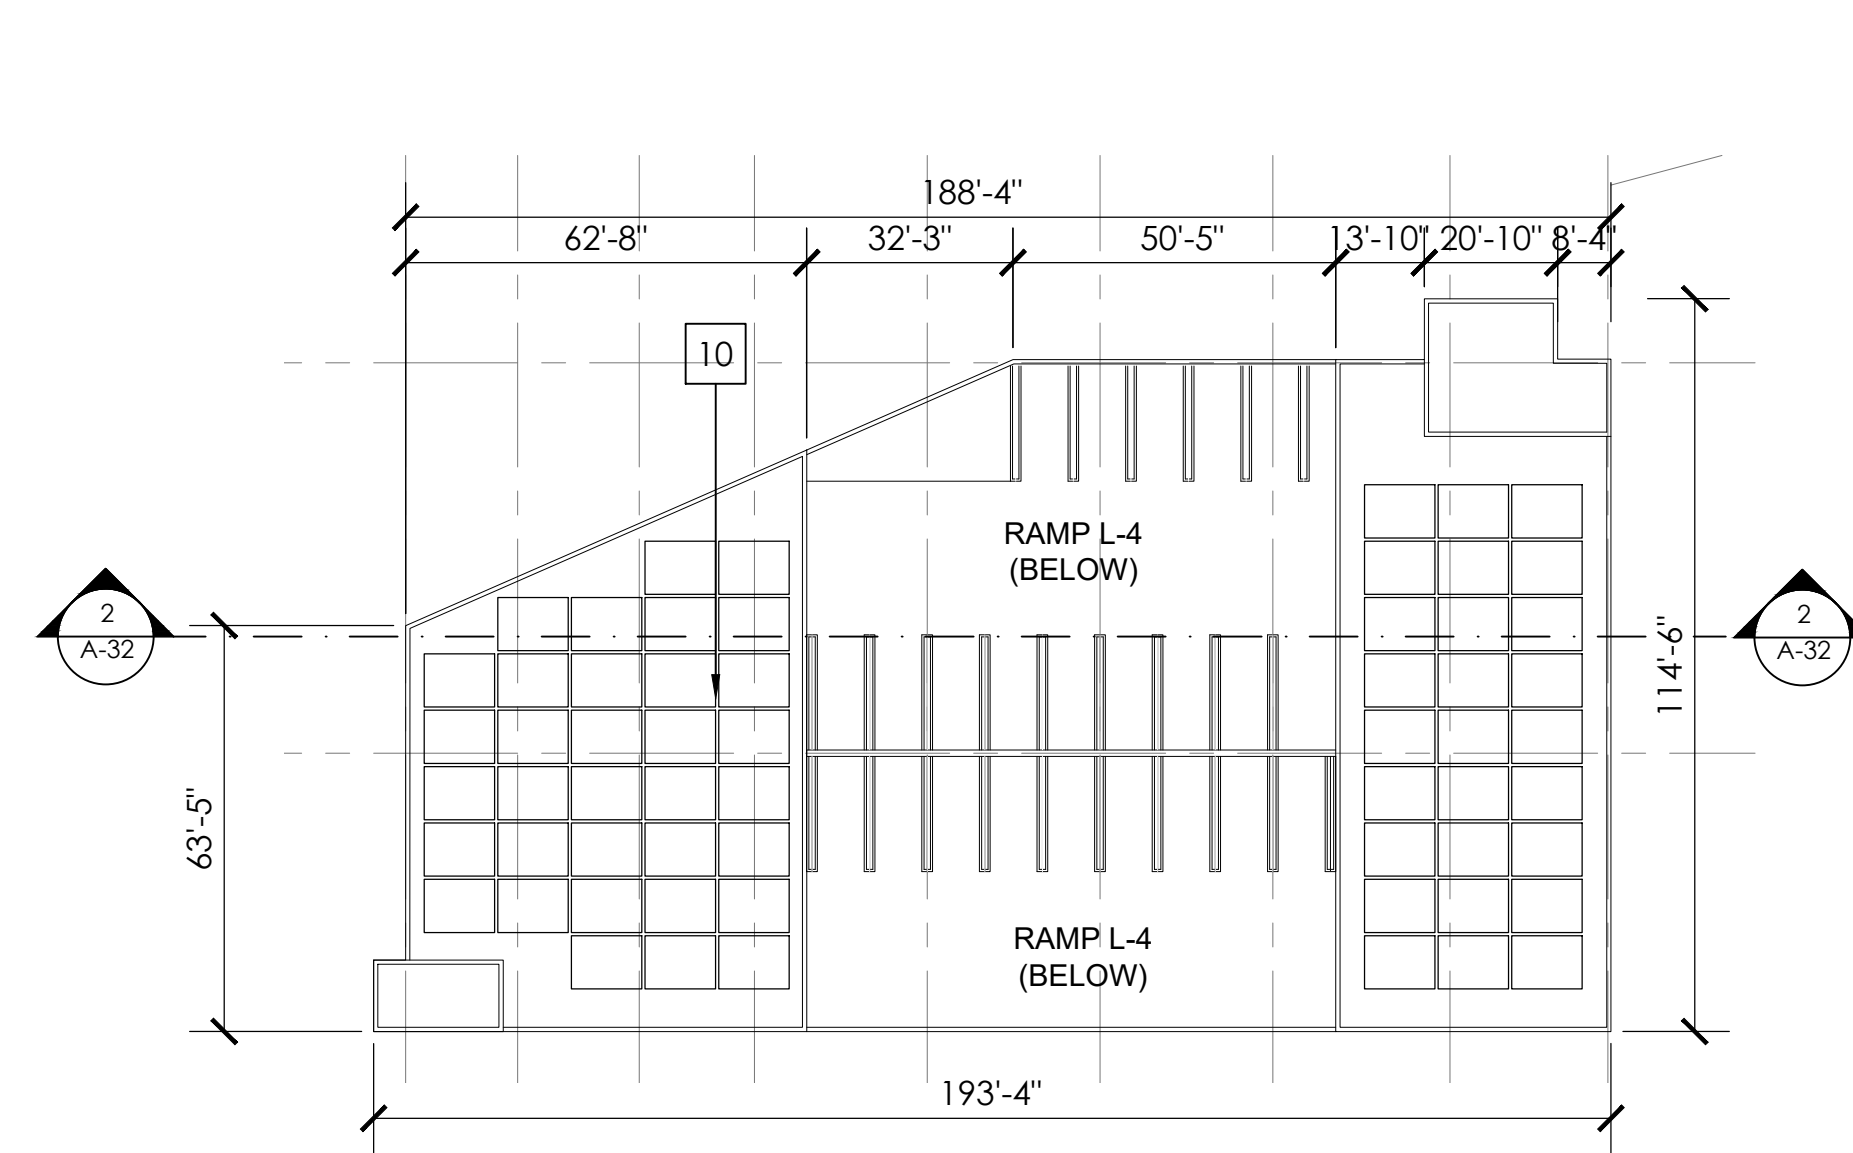 188'-4"
62'-8"
32'-3"
50'-5"
13'-10"
20'-10"
8'-4"
10
RAMP L-4
(BELOW)
2
A-32
2
A-32
114'-6"
63'-5"
RAMP L-4
(BELOW)
193'-4"